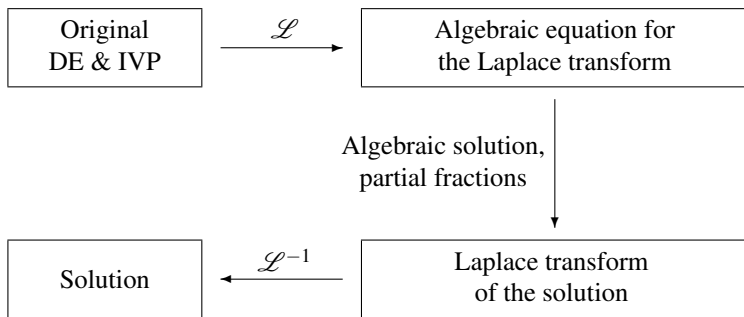 Original
DE & IVP
ℒ
Algebraic equation for
the Laplace transform
Algebraic solution,
partial fractions
Solution
ℒ⁻¹
Laplace transform
of the solution